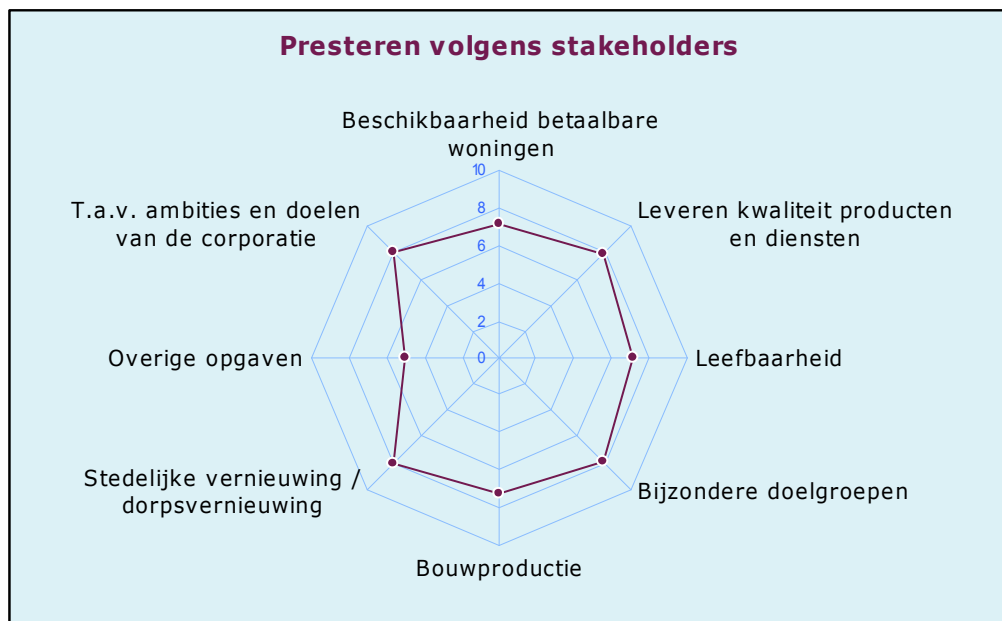 Presteren volgens stakeholders
Beschikbaarheid betaalbare
woningen
Leveren kwaliteit producten
en diensten
Leefbaarheid
Bijzondere doelgroepen
Bouwproductie
Stedelijke vernieuwing /
dorpsvernieuwing
Overige opgaven
T.a.v. ambities en doelen
van de corporatie
10
8
6
4
2
0